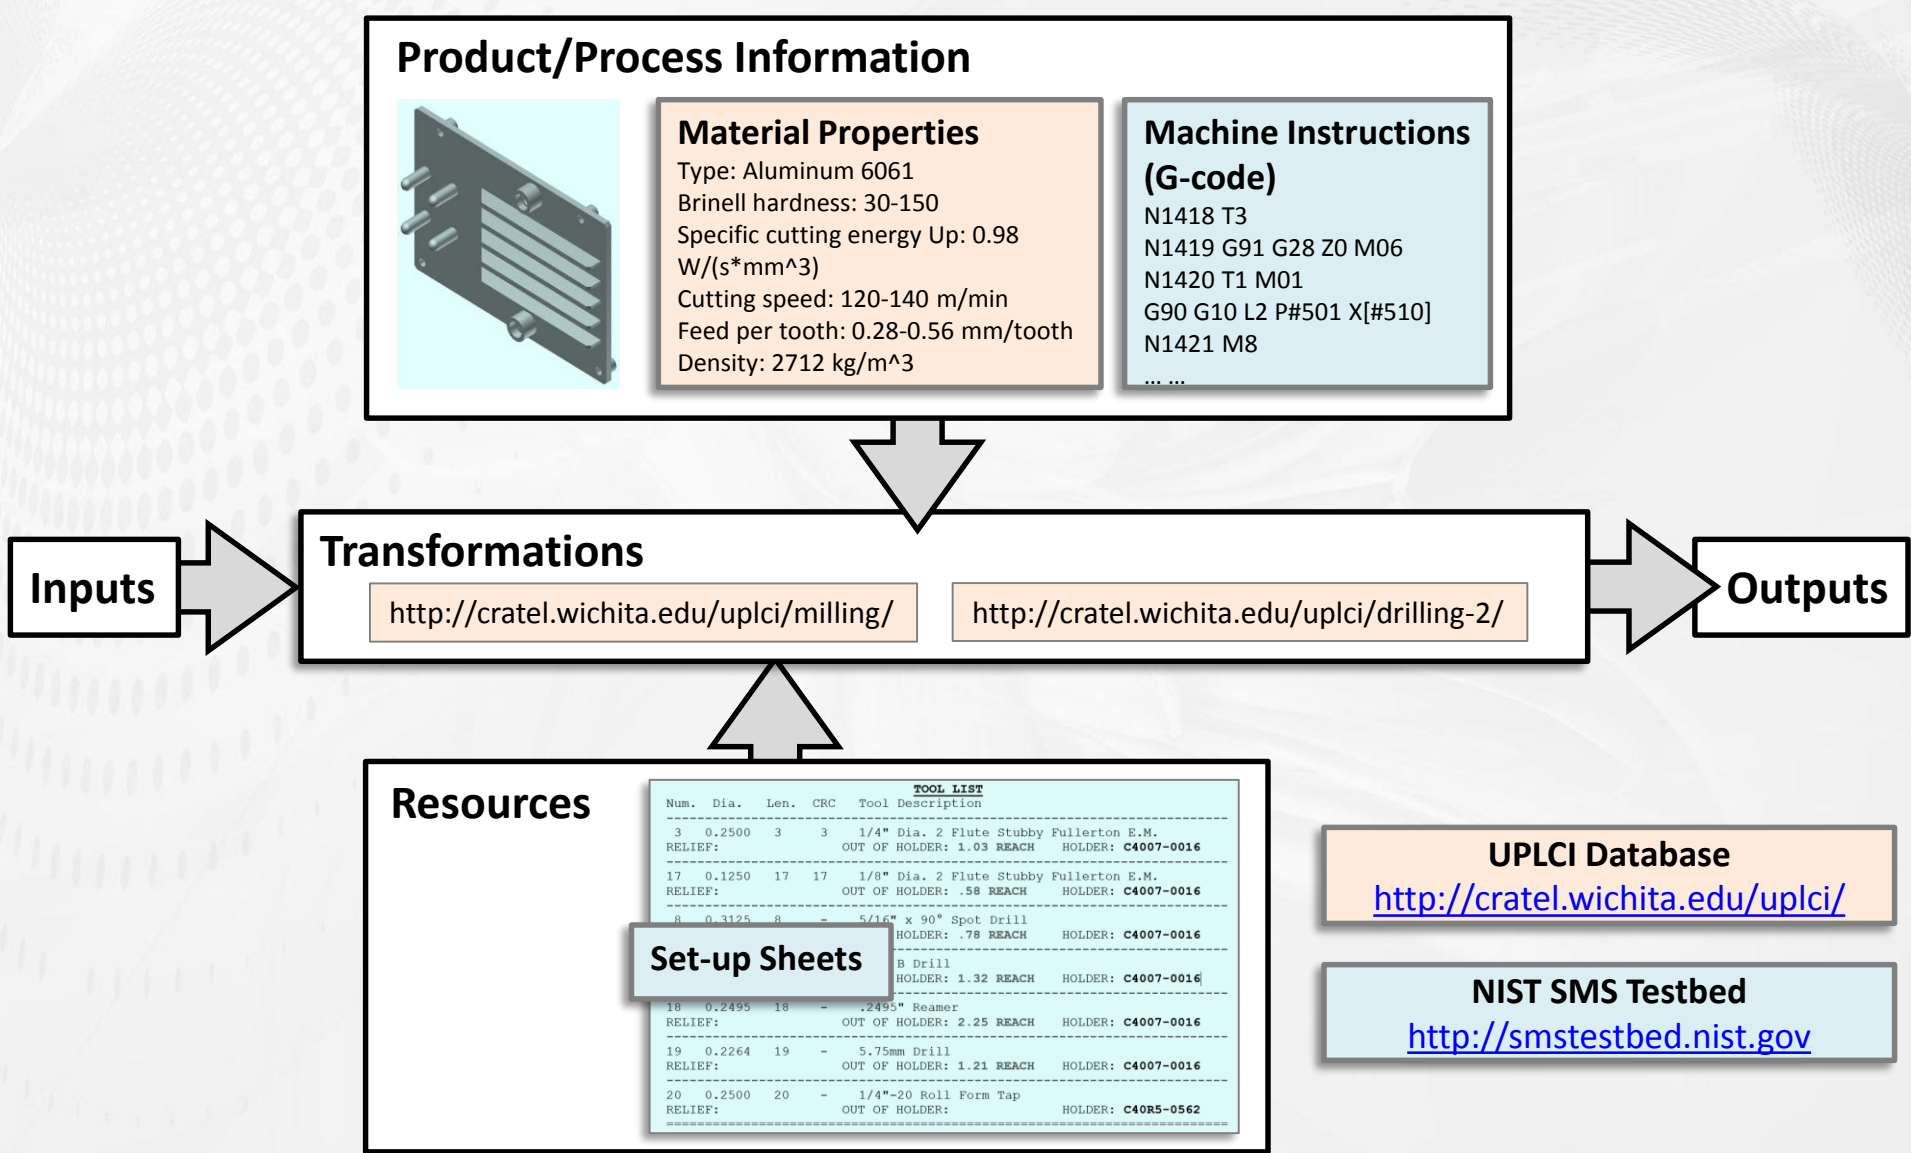 Product/Process Information
Material Properties
Type: Aluminum 6061
Brinell hardness: 30-150
Specific cutting energy Up: 0.98
W/(s*mm^3)
Cutting speed: 120-140 m/min
Feed per tooth: 0.28-0.56 mm/tooth
Density: 2712 kg/m^3
Machine Instructions
(G-code)
N1418 T3
N1419 G91 G28 Z0 M06
N1420 T1 M01
G90 G10 L2 P#501 X[#510]
N1421 M8
... ...
Inputs
Transformations
http://cratel.wichita.edu/uplci/milling/
http://cratel.wichita.edu/uplci/drilling-2/
Outputs
Resources
TOOL LIST
Num. Dia. Len. CRC Tool Description
3 0.2500 3 3 1/4" Dia. 2 Flute Stubby Fullerton E.M.
RELIEF: OUT OF HOLDER: 1.03 REACH HOLDER: C4007-0016
17 0.1250 17 17 1/8" Dia. 2 Flute Stubby Fullerton E.M.
RELIEF: OUT OF HOLDER: .58 REACH HOLDER: C4007-0016
8 0.3125 8 - 5/16" x 90° Spot Drill
HOLDER: .78 REACH HOLDER: C4007-0016
B Drill
HOLDER: 1.32 REACH HOLDER: C4007-0016
Set-up Sheets
18 0.2495 18 - .2495" Reamer
RELIEF: OUT OF HOLDER: 2.25 REACH HOLDER: C4007-0016
19 0.2264 19 - 5.75mm Drill
RELIEF: OUT OF HOLDER: 1.21 REACH HOLDER: C4007-0016
20 0.2500 20 - 1/4"-20 Roll Form Tap
RELIEF: OUT OF HOLDER: HOLDER: C40R5-0562
UPLCI Database
http://cratel.wichita.edu/uplci/
NIST SMS Testbed
http://smstestbed.nist.gov